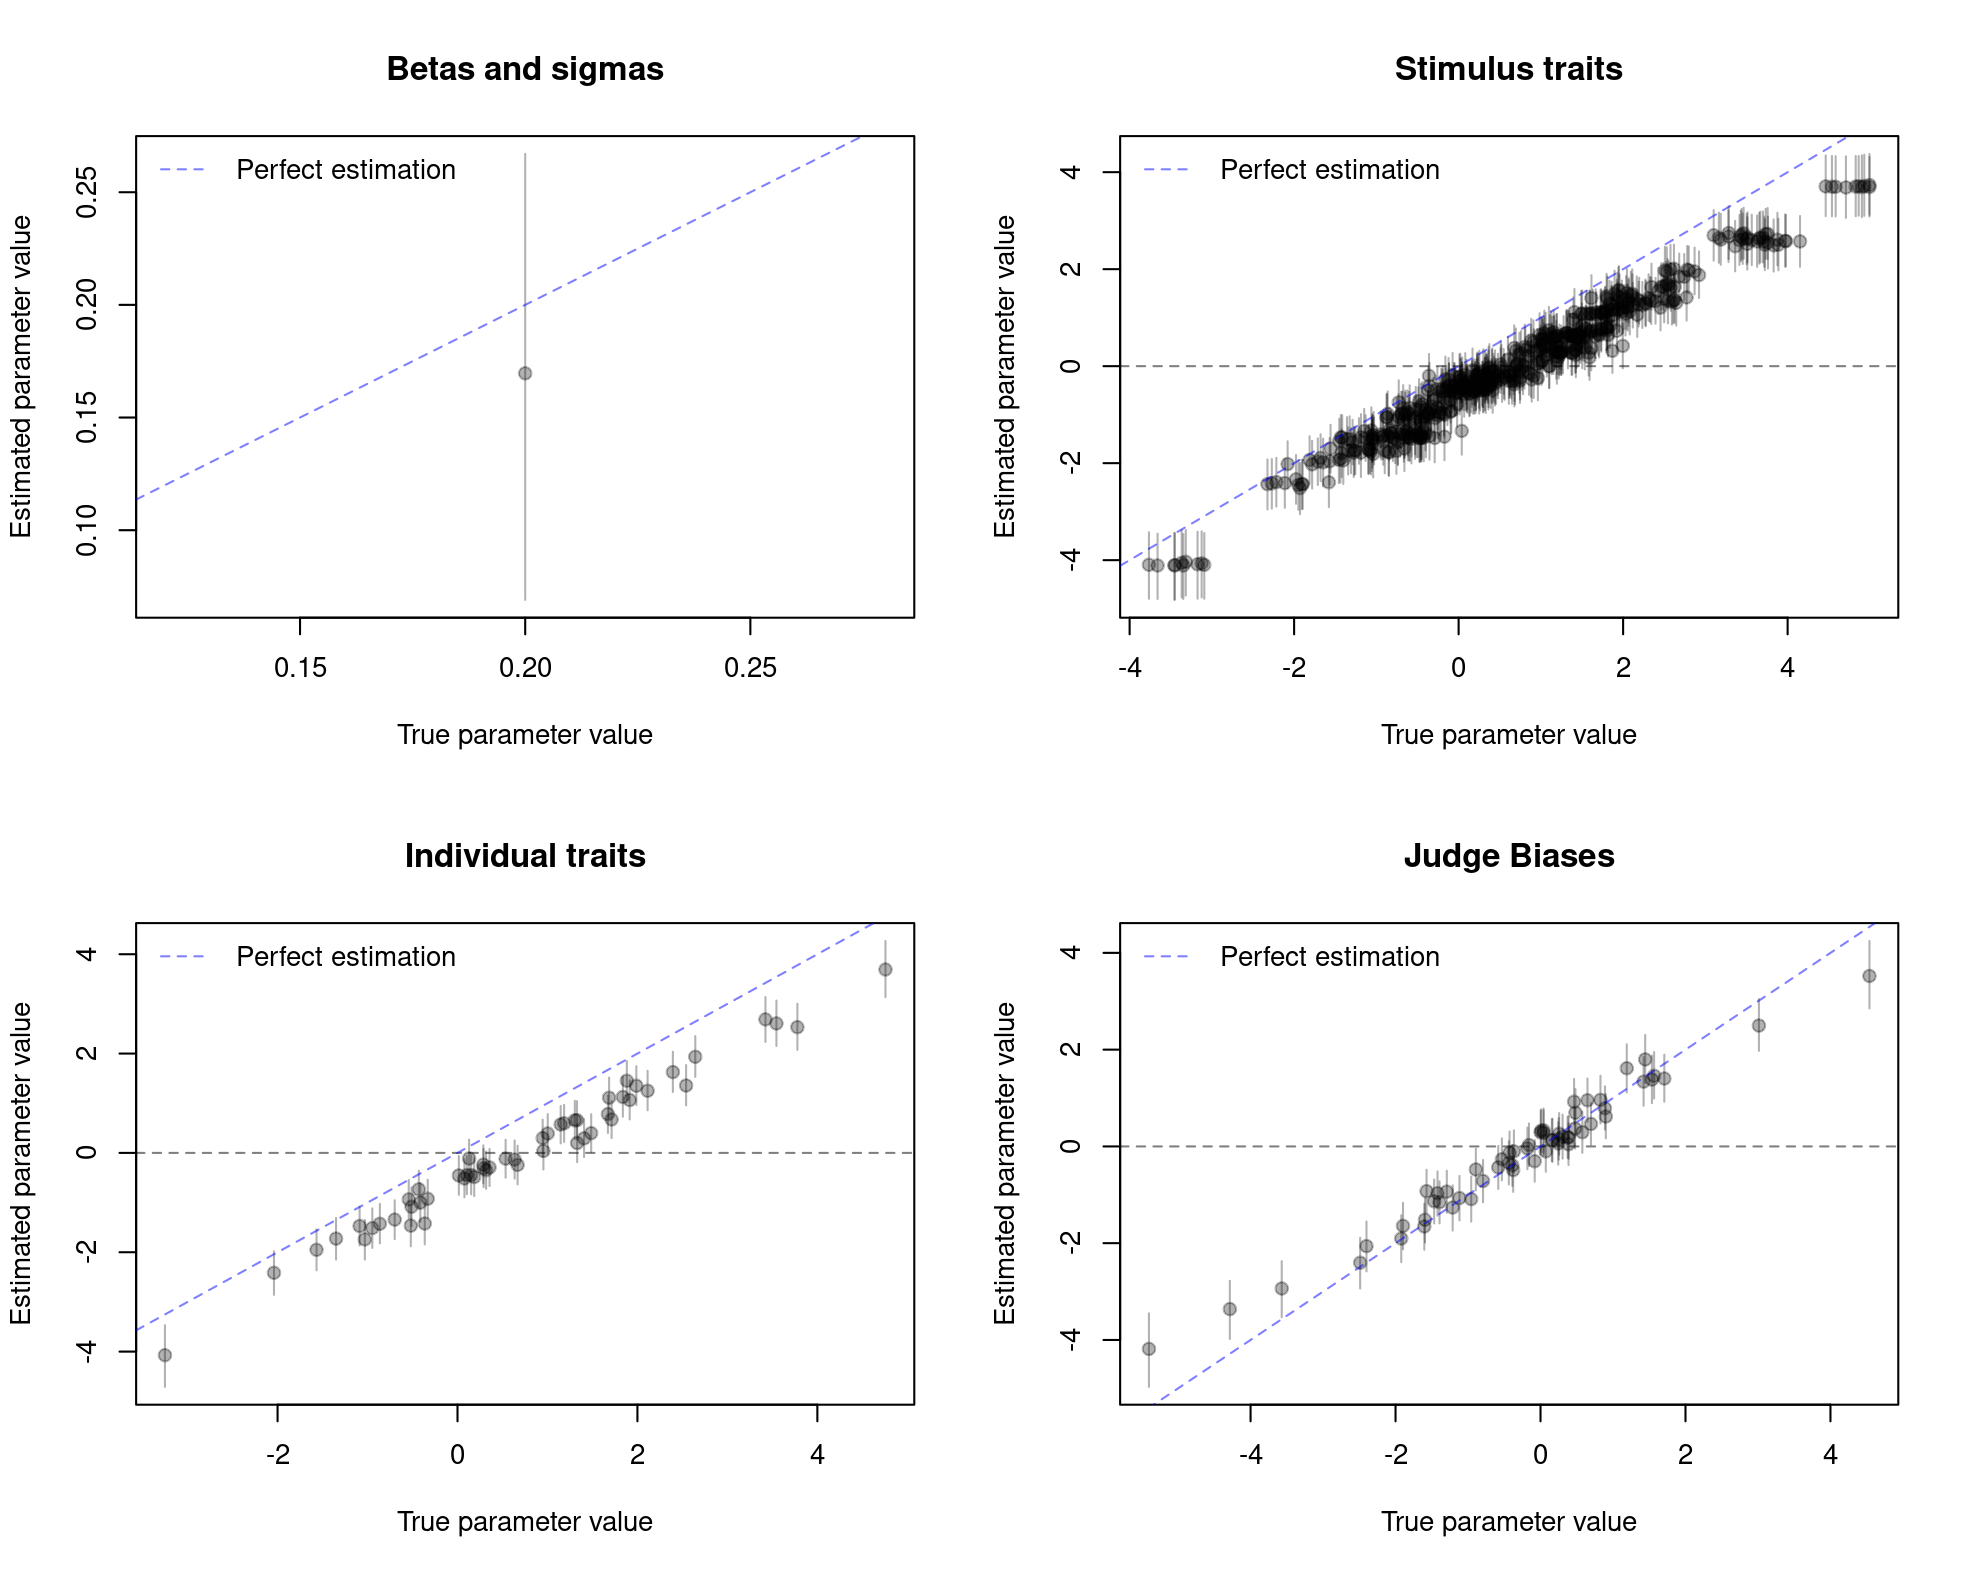 Betas and sigmas
Perfect estimation
Estimated parameter value
0.10 0.15 0.20 0.25
0.15 0.20 0.25
True parameter value
Stimulus traits
Perfect estimation
Estimated parameter value
-4 -2 0 2 4
-4 -2 0 2 4
True parameter value
Individual traits
Perfect estimation
Estimated parameter value
-4 -2 0 2 4
-2 0 2 4
True parameter value
Judge Biases
Perfect estimation
Estimated parameter value
-4 -2 0 2 4
-4 -2 0 2 4
True parameter value